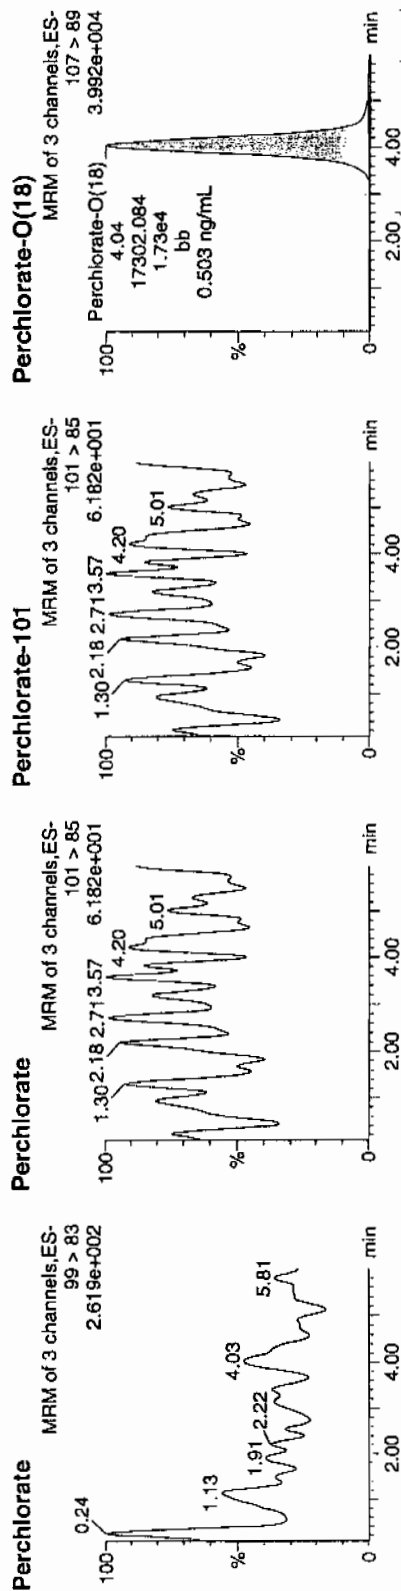 Perchlorate
MRM of 3 channels,ES-
99 > 83
2.619e+002
100
0.24
1.13
1.91
2.22
4.03
5.81
%
2.00
4.00
min
Perchlorate
MRM of 3 channels,ES-
101 > 85
6.182e+001
100
1.30
2.18
2.71
3.57
4.20
5.01
%
0
2.00
4.00
min
Perchlorate-101
MRM of 3 channels,ES-
101 > 85
6.182e+001
100
1.30
2.18
2.71
3.57
4.20
5.01
%
0
2.00
4.00
min
Perchlorate-O(18)
MRM of 3 channels,ES-
107 > 89
3.992e+004
100
Perchlorate-O(18)
4.04
17302.084
1.73e4
bb
0.503 ng/mL
%
0
2.00
4.00
min